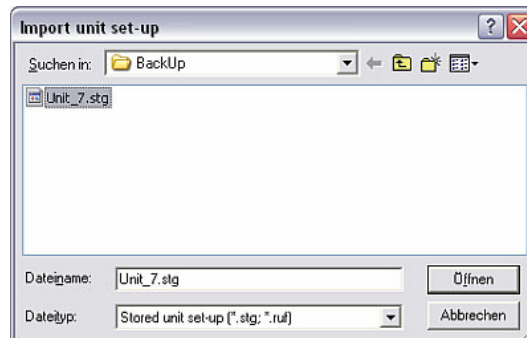 Import unit set-up
Suchen in: BackUp
Unit_7.stg
Dateiname: Unit_7.stg Öffnen
Dateityp: Stored unit set-up (*.stg; *.ruf) Abbrechen